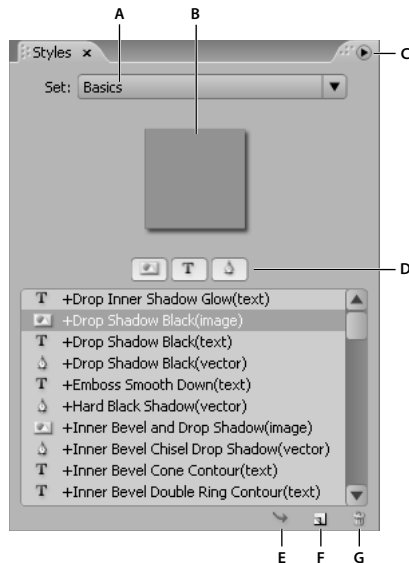 A
B
Styles ×
C
Set: Basics
T
D
T +Drop Inner Shadow Glow(text)
+Drop Shadow Black(image)
T +Drop Shadow Black(text)
+Drop Shadow Black(vector)
T +Emboss Smooth Down(text)
+Hard Black Shadow(vector)
+Inner Bevel and Drop Shadow(image)
+Inner Bevel Chisel Drop Shadow(vector)
T +Inner Bevel Cone Contour(text)
T +Inner Bevel Double Ring Contour(text)
E
F
G